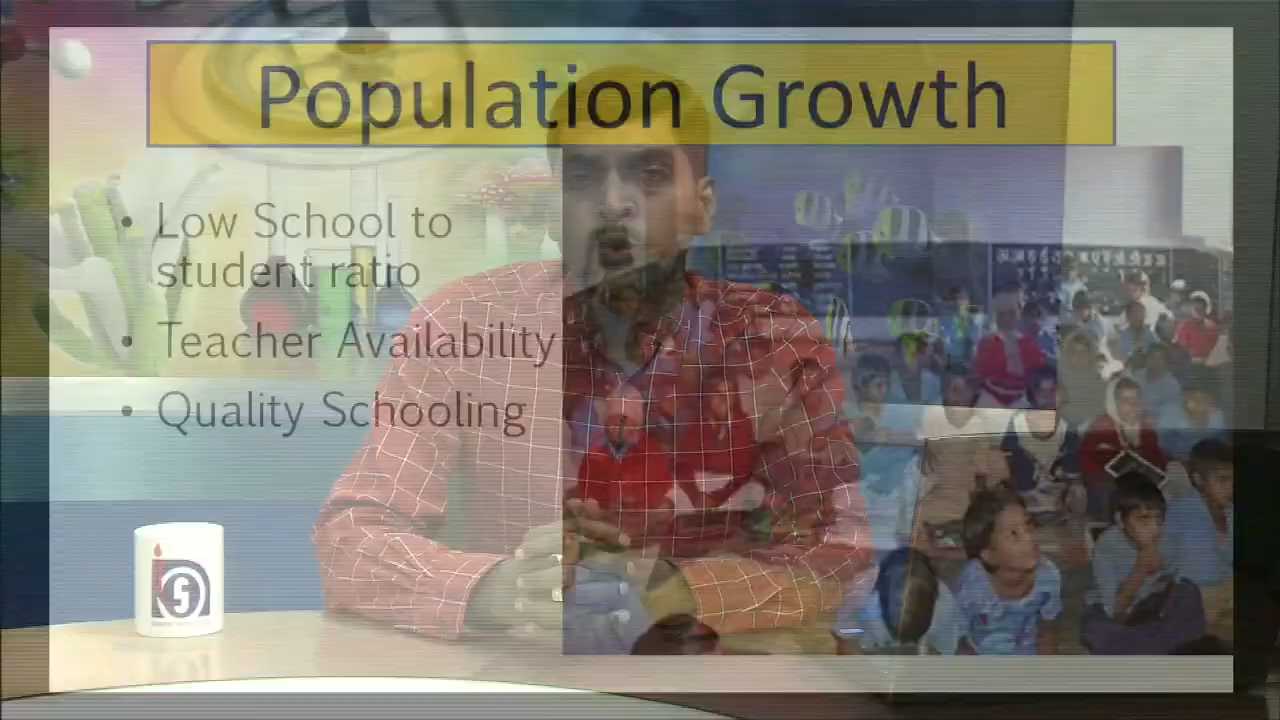 Population Growth
• Low School to
student ratio
• Teacher Availability
• Quality Schooling